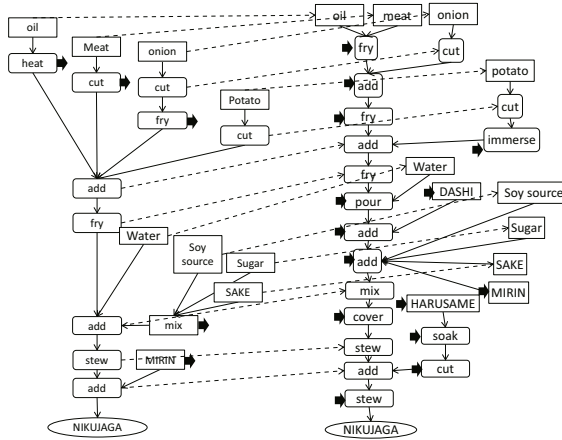 oil
heat
Meat
cut
onion
cut
fry
Potato
cut
add
fry
Water
Soy
source
Sugar
SAKE
add
mix
stew
MIRIN
add
NIKUJAGA
oil
meat
onion
fry
cut
add
potato
cut
fry
immerse
add
fry
Water
pour
DASHI
Soy source
add
Sugar
add
SAKE
mix
MIRIN
HARUSAME
cover
soak
stew
add
cut
stew
NIKUJAGA